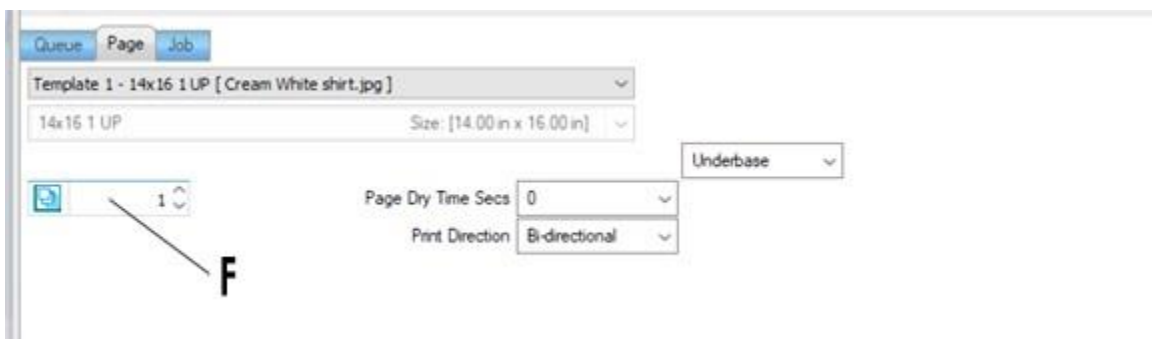 Queue Page Job
Template 1 - 14x16 1 UP [ Cream White shirt.jpg ]
14x16 1 UP Size: [14.00 in x 16.00 in]
Underbase
1 Page Dry Time Secs 0
Print Direction Bi-directional
F